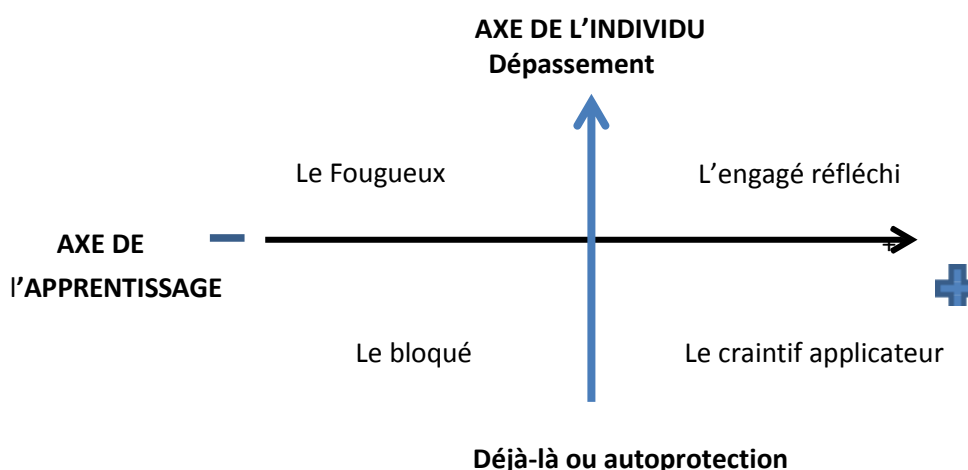 AXE DE L’INDIVIDU
Dépassement
Le Fougueux
L’engagé réfléchi
AXE DE
l’APPRENTISSAGE
+
Le bloqué
Le craintif applicateur
Déjà-là ou autoprotection